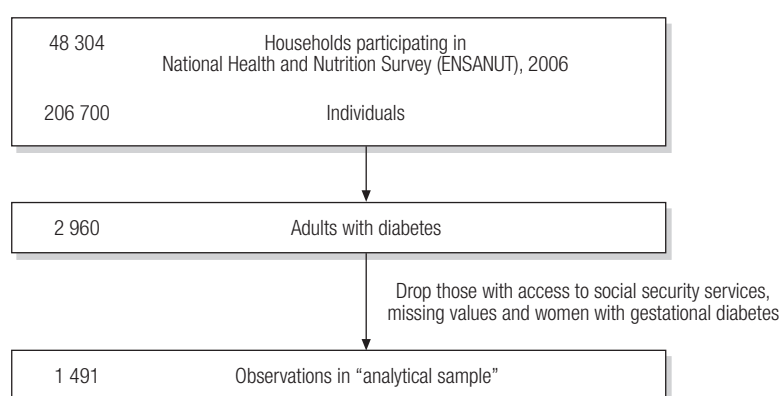 48 304 Households participating in
National Health and Nutrition Survey (ENSANUT), 2006
206 700 Individuals
2 960 Adults with diabetes
Drop those with access to social security services,
missing values and women with gestational diabetes
1 491 Observations in “analytical sample”